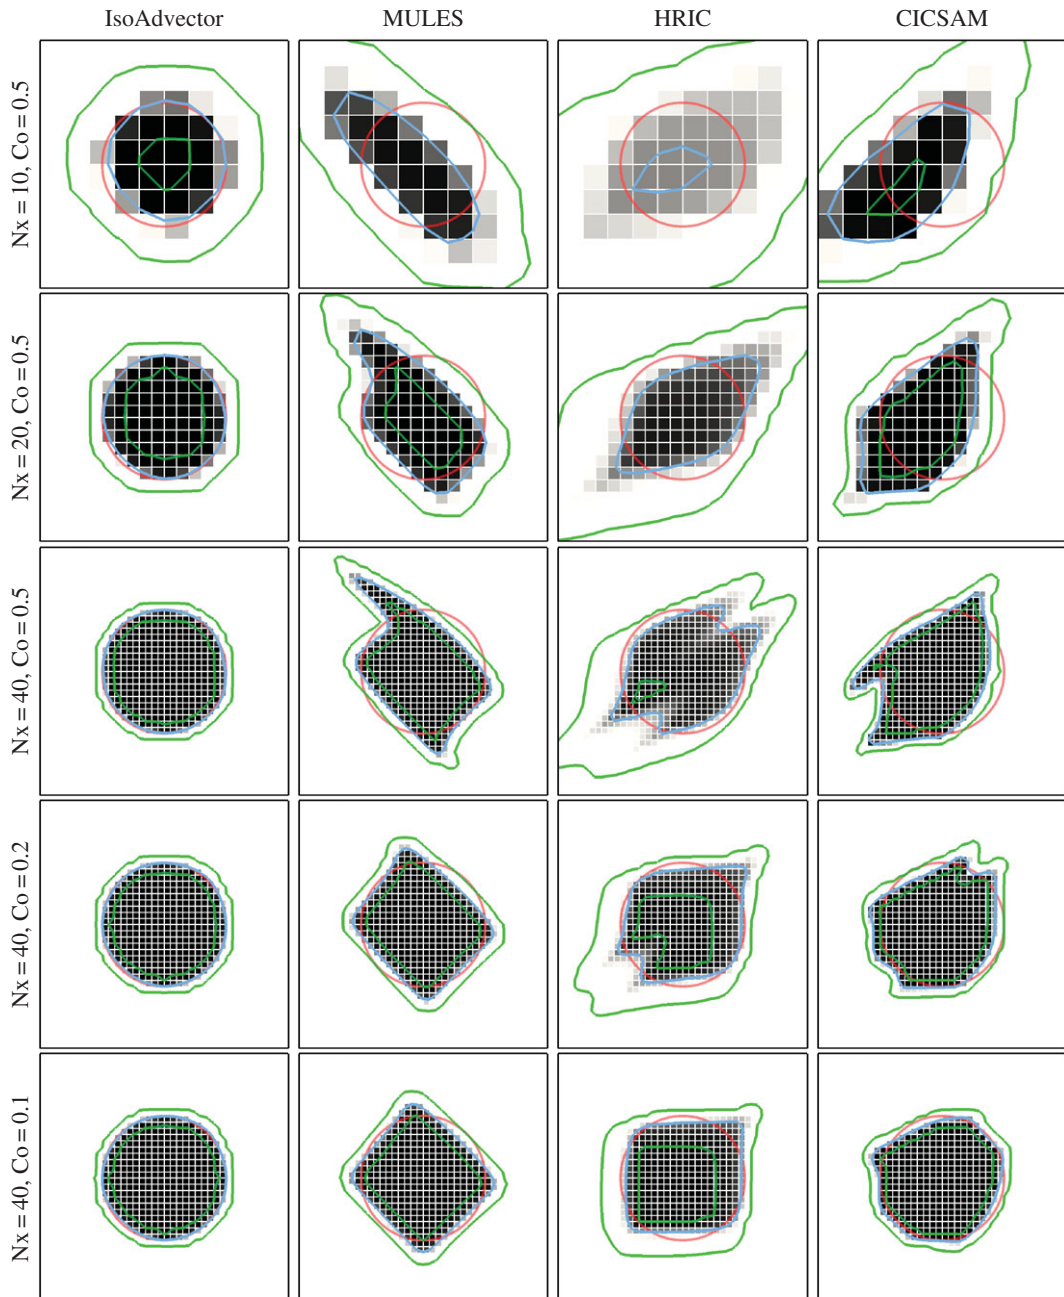 IsoAdvector
MULES
HRIC
CICSAM
Nx = 10, Co = 0.5
Nx = 20, Co = 0.5
Nx = 40, Co = 0.5
Nx = 40, Co = 0.2
Nx = 40, Co = 0.1